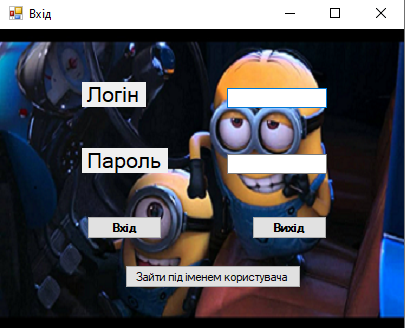 Вхід
Логін
Пароль
Вхід Вихід
Зайти під іменем користувача